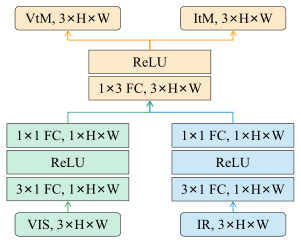 VtM, 3×H×W
ItM, 3×H×W
ReLU
1×3 FC, 3×H×W
1×1 FC, 1×H×W
1×1 FC, 1×H×W
ReLU
ReLU
3×1 FC, 1×H×W
3×1 FC, 1×H×W
VIS, 3×H×W
IR, 3×H×W